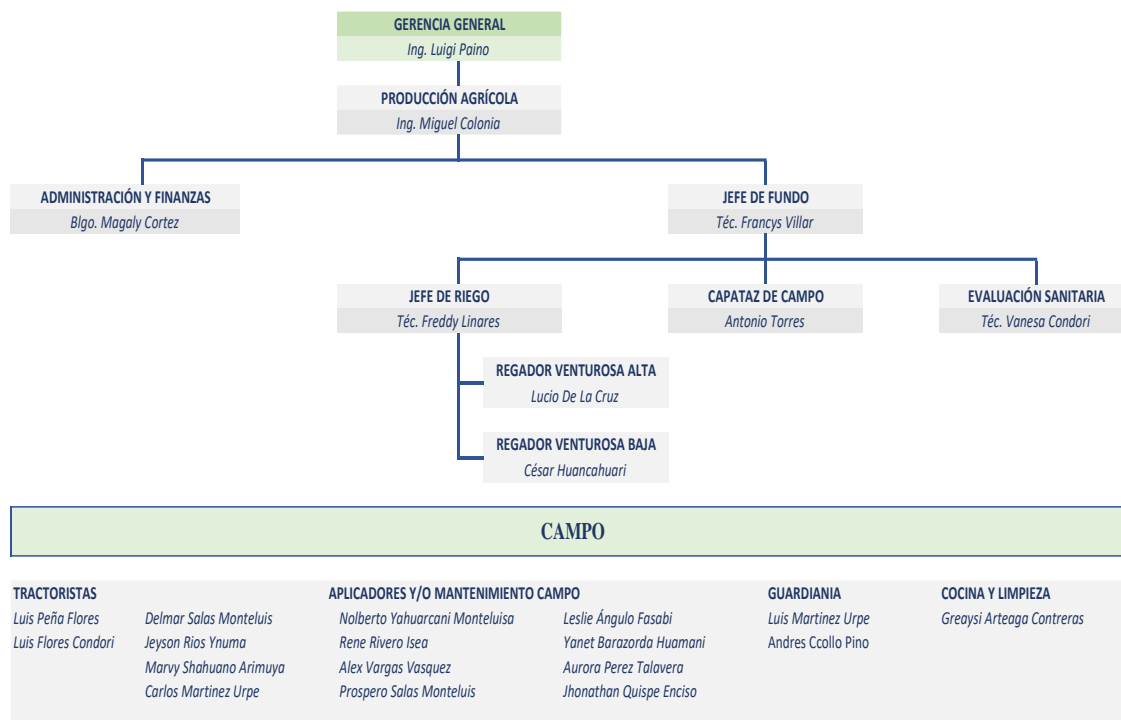 GERENCIA GENERAL
Ing. Luigi Paino
PRODUCCIÓN AGRÍCOLA
Ing. Miguel Colonia
ADMINISTRACIÓN Y FINANZAS
Blgo. Magaly Cortez
JEFE DE FUNDO
Téc. Francys Villar
JEFE DE RIEGO
Téc. Freddy Linares
CAPATAZ DE CAMPO
Antonio Torres
EVALUACIÓN SANITARIA
Téc. Vanesa Condori
REGADOR VENTUROSA ALTA
Lucio De La Cruz
REGADOR VENTUROSA BAJA
César Huancahuari
CAMPO
TRACTORISTAS
Luis Peña Flores
Luis Flores Condori
APLICADORES Y/O MANTENIMIENTO CAMPO
Delmar Salas Monteluis
Jeyson Rios Ynuma
Marvy Shahuano Arimuya
Carlos Martinez Urpe
Nolberto Yahuarcani Monteluisa
Rene Rivero Isea
Alex Vargas Vasquez
Prospero Salas Monteluis
Leslie Ángulo Fasabi
Yanet Barazorda Huamani
Aurora Perez Talavera
Jhonathan Quispe Enciso
GUARDIANIA
Luis Martinez Urpe
Andres Ccollo Pino
COCINA Y LIMPIEZA
Greaysi Arteaga Contreras